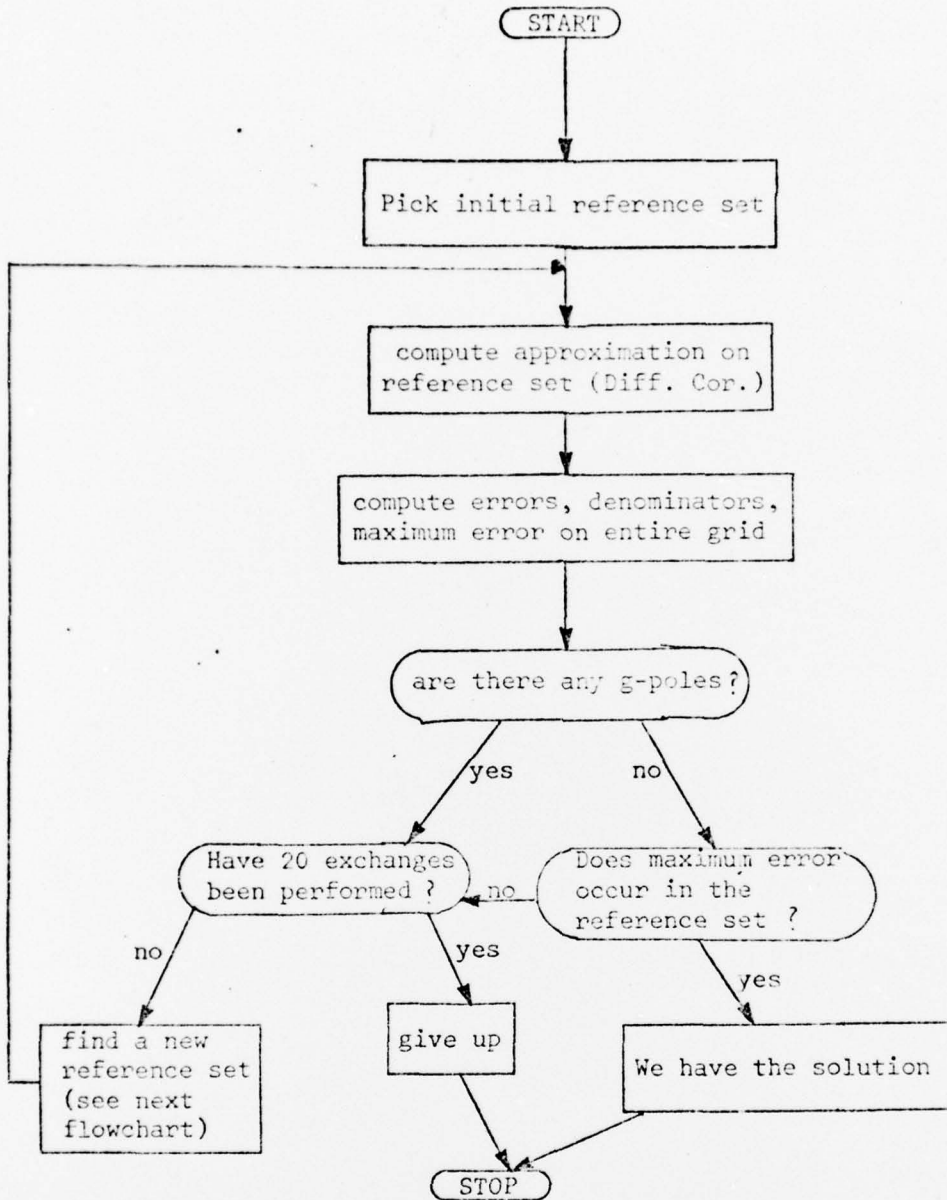 START
Pick initial reference set
compute approximation on
reference set (Diff. Cor.)
compute errors, denominators,
maximum error on entire grid
are there any g-poles?
yes
no
Have 20 exchanges
been performed?
no
Does maximum error
occur in the
reference set ?
no
yes
yes
find a new
reference set
(see next
flowchart)
give up
We have the solution
STOP